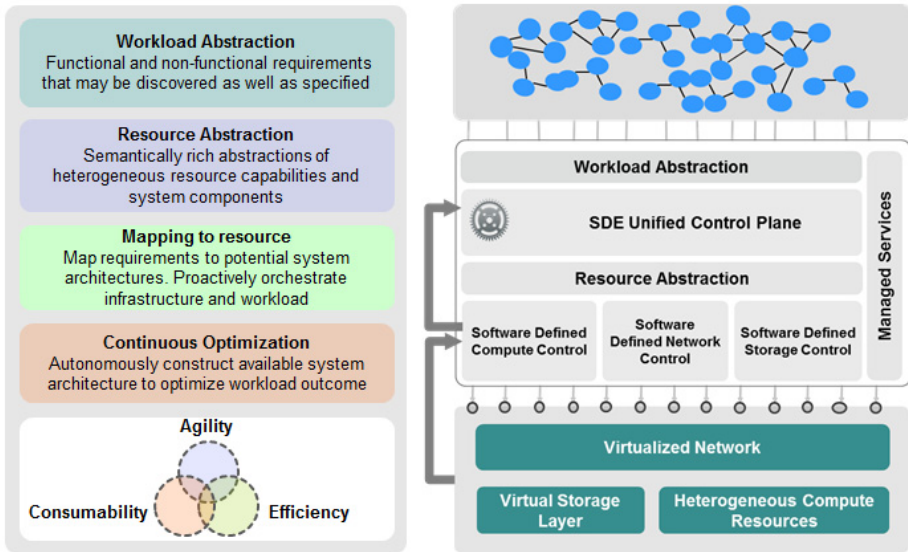 Workload Abstraction
Functional and non-functional requirements
that may be discovered as well as specified
Resource Abstraction
Semantically rich abstractions of
heterogeneous resource capabilities and
system components
Mapping to resource
Map requirements to potential system
architectures. Proactively orchestrate
infrastructure and workload
Continuous Optimization
Autonomously construct available system
architecture to optimize workload outcome
Agility
Consumability
Efficiency
Workload Abstraction
SDE Unified Control Plane
Resource Abstraction
Software Defined
Compute Control
Software
Defined Network
Control
Software Defined
Storage Control
Managed Services
Virtualized Network
Virtual Storage
Layer
Heterogeneous Compute
Resources